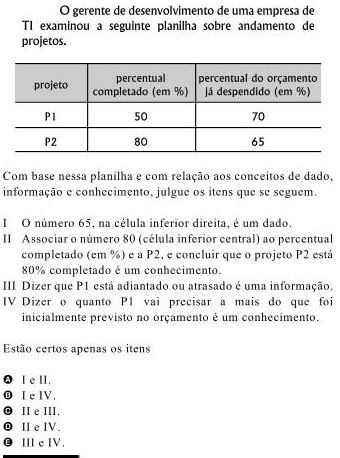 O gerente de desenvolvimento de uma empresa de
TI examinou a seguinte planilha sobre andamento de
projetos.
projeto percentual completado (em %) percentual do orçamento já despendido (em %)
P1 50 70
P2 80 65
Com base nessa planilha e com relação aos conceitos de dado,
informação e conhecimento, julgue os itens que se seguem.
I O número 65, na célula inferior direita, é um dado.
II Associar o número 80 (célula inferior central) ao percentual
completado (em %) e a P2, e concluir que o projeto P2 está
80% completado é um conhecimento.
III Dizer que P1 está adiantado ou atrasado é uma informação.
IV Dizer o quanto P1 vai precisar a mais do que foi
inicialmente previsto no orçamento é um conhecimento.
Estão certos apenas os itens
A I e II.
B I e IV.
C II e III.
D II e IV.
E III e IV.